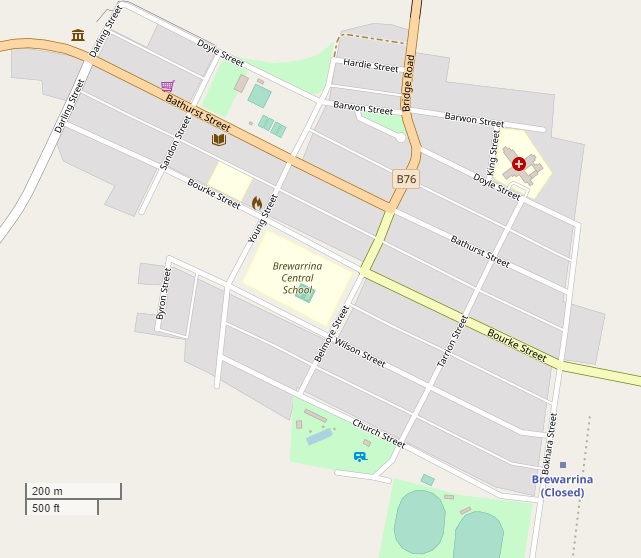 Darling Street
Doyle Street
Hardie Street
Bridge Road
Barwon Street
Barwon Street
Darling Street
Bathurst Street
Sandon Street
King Street
B76
Doyle Street
Bourke Street
Young Street
Bathurst Street
Brewarrina
Central
School
Byron Street
Belmore Street
Wilson Street
Tarrion Street
Bourke Street
Church Street
Bokhara Street
Brewarrina
(Closed)
200 m
500 ft